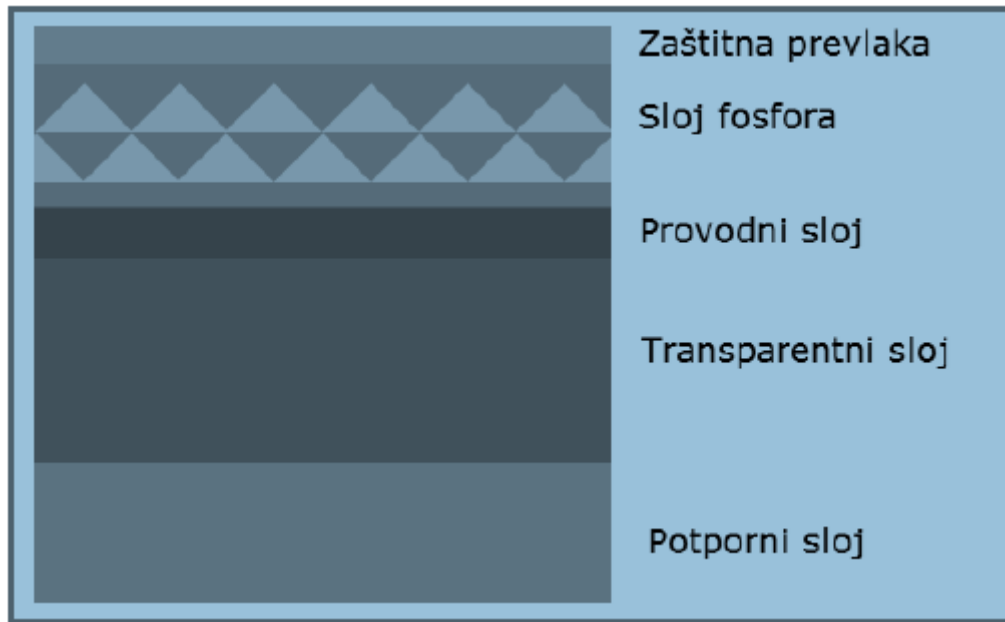 Zaštitna prevlaka
Sloj fosfora
Provodni sloj
Transparentni sloj
Potporni sloj